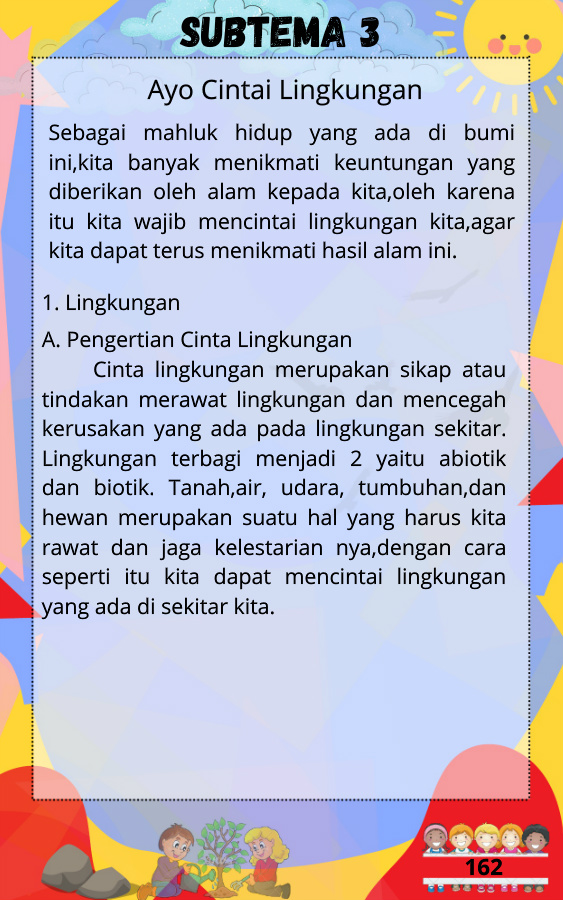 SUBTEMA 3
Ayo Cintai Lingkungan
Sebagai mahluk hidup yang ada di bumi
ini,kita banyak menikmati keuntungan yang
diberikan oleh alam kepada kita,oleh karena
itu kita wajib mencintai lingkungan kita,agar
kita dapat terus menikmati hasil alam ini.
1. Lingkungan
A. Pengertian Cinta Lingkungan
Cinta lingkungan merupakan sikap atau
tindakan merawat lingkungan dan mencegah
kerusakan yang ada pada lingkungan sekitar.
Lingkungan terbagi menjadi 2 yaitu abiotik
dan biotik. Tanah,air, udara, tumbuhan,dan
hewan merupakan suatu hal yang harus kita
rawat dan jaga kelestarian nya,dengan cara
seperti itu kita dapat mencintai lingkungan
yang ada di sekitar kita.
162